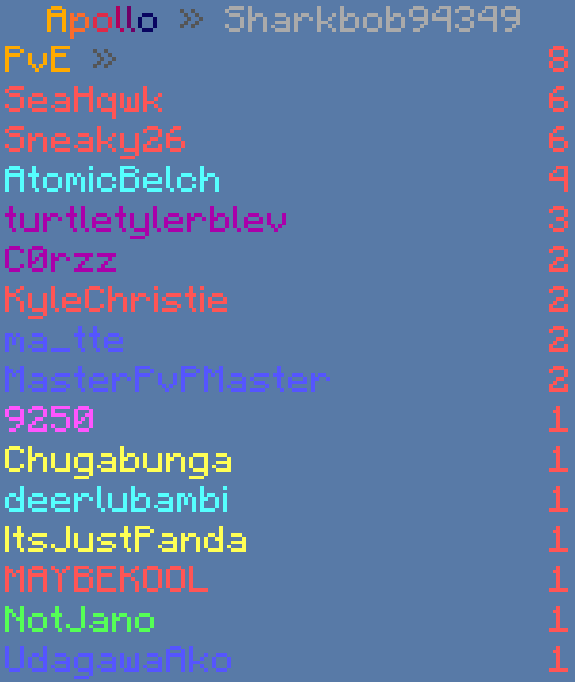 Apollo » Sharkbob94349
PvE » 8
SeaHqwk 6
Sneaky26 6
AtomicBelch 4
turtletylerblev 3
C0rzz 2
KyleChristie 2
ma_tte 2
MasterPvPMaster 2
9250 1
Chugabunga 1
deerlubambi 1
ItsJustPanda 1
MAYBEKOOL 1
NotJano 1
UdagawaAko 1